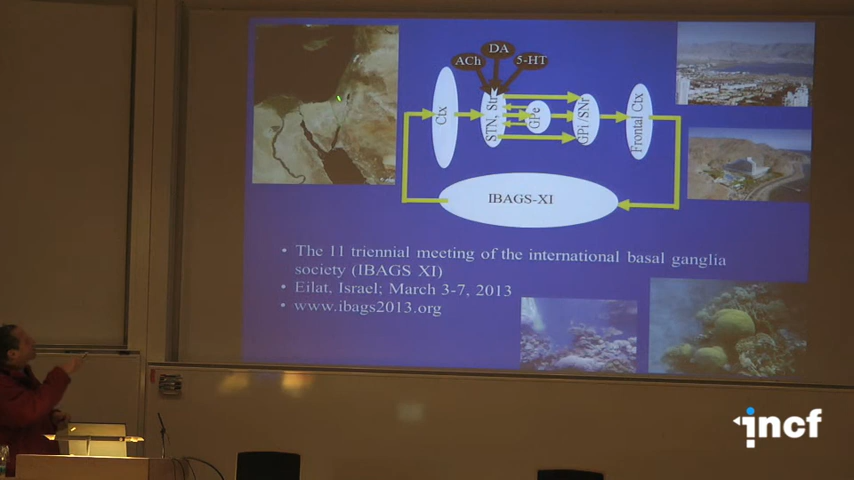 DA
ACh
5-HT
Ctx
STN, Str
GPe
GPi/SNr
Frontal Ctx
IBAGS-XI
• The 11 triennial meeting of the international basal ganglia
society (IBAGS XI)
• Eilat, Israel; March 3-7, 2013
• www.ibags2013.org
incf